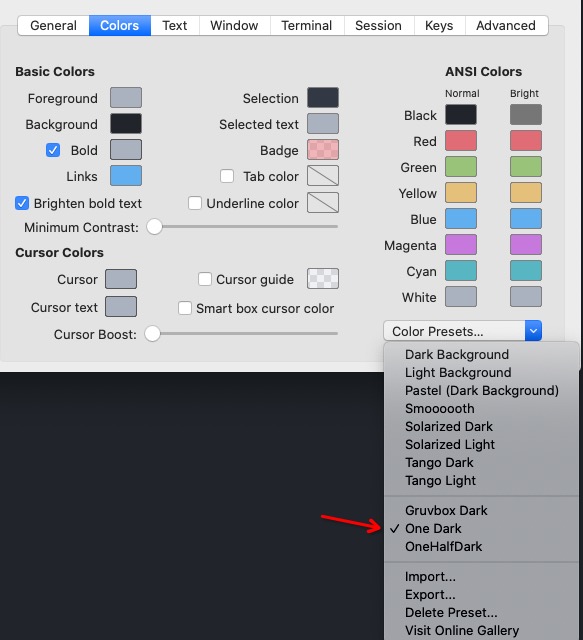 General Colors Text Window Terminal Session Keys Advanced
Basic Colors
Foreground
Background
Bold
Links
Brighten bold text
Minimum Contrast:
Selection
Selected text
Badge
Tab color
Underline color
Cursor Colors
Cursor
Cursor text
Cursor Boost:
Cursor guide
Smart box cursor color
ANSI Colors
Normal Bright
Black
Red
Green
Yellow
Blue
Magenta
Cyan
White
Color Presets...
Dark Background
Light Background
Pastel (Dark Background)
Smoooooth
Solarized Dark
Solarized Light
Tango Dark
Tango Light
Gruvbox Dark
✓ One Dark
OneHalfDark
Import...
Export...
Delete Preset...
Visit Online Gallery